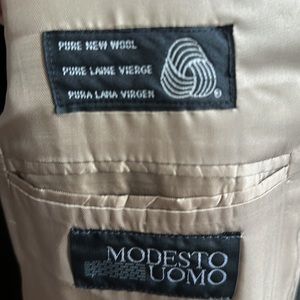 PURE NEW WOOL
PURE LAINE VIERGE
PURA LANA VIRGEN
MODESTO
UOMO